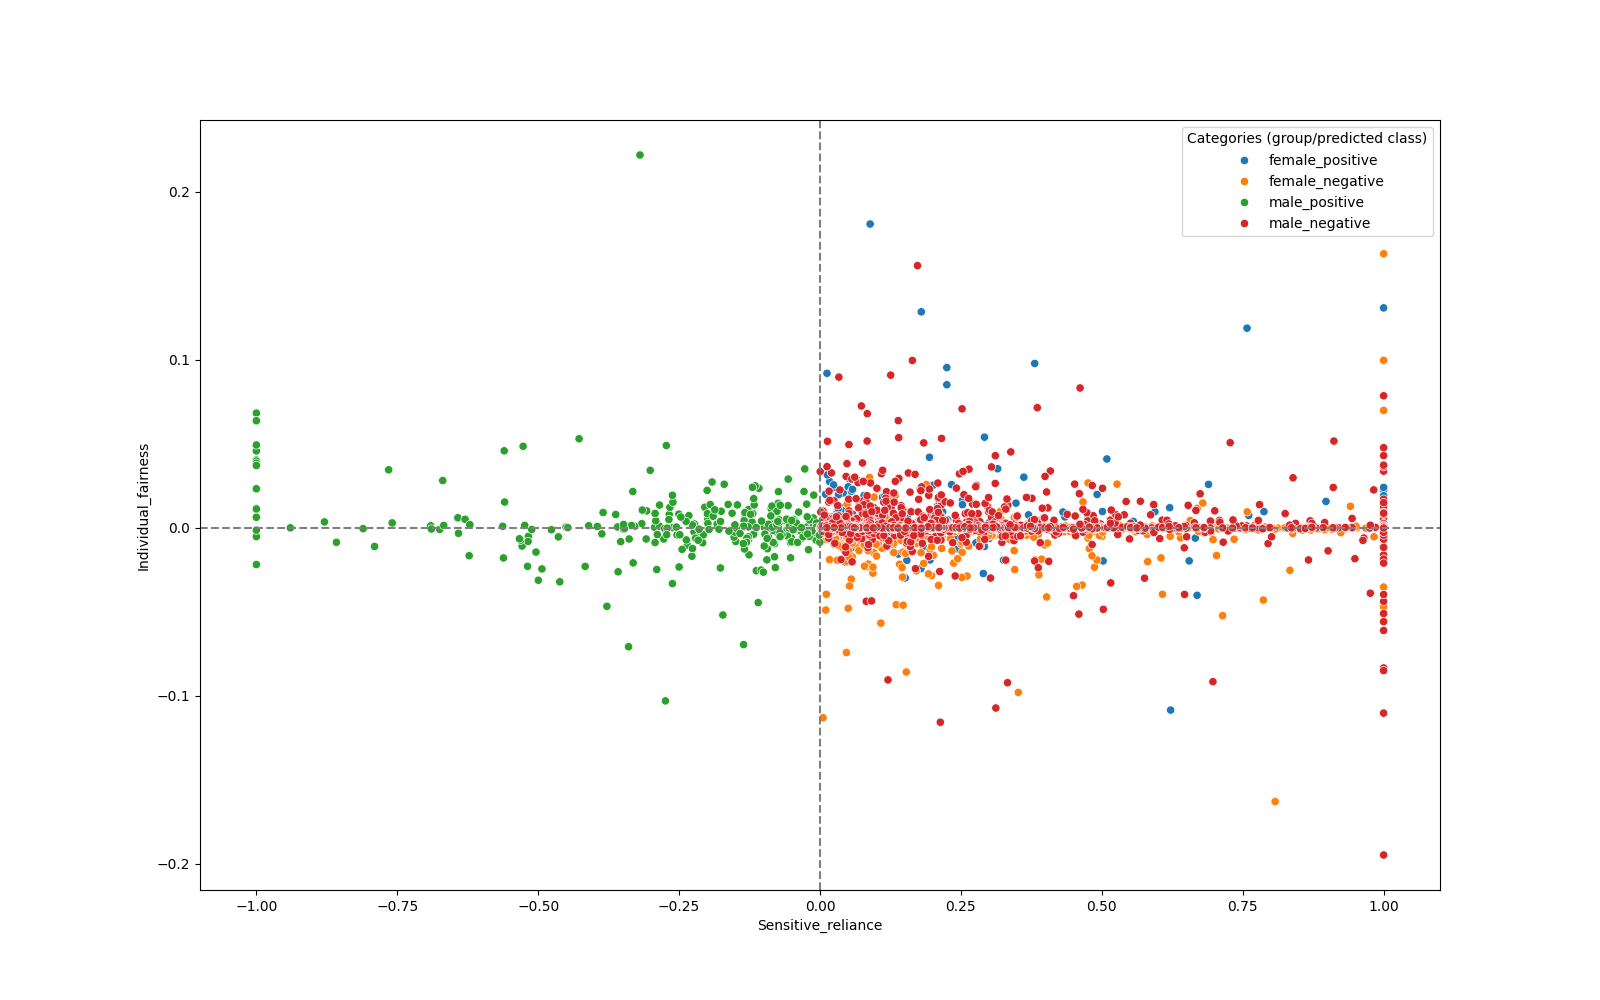 Categories (group/predicted class)
female_positive
female_negative
male_positive
male_negative
0.2
0.1
0.0
−0.1
−0.2
Individual_fairness
−1.00 −0.75 −0.50 −0.25 0.00 0.25 0.50 0.75 1.00
Sensitive_reliance